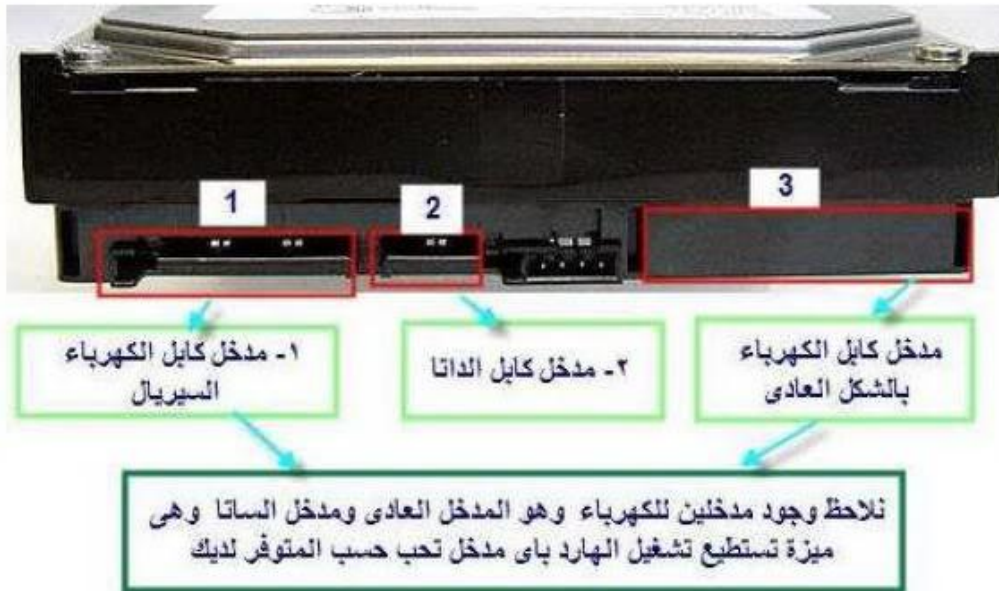 1
2
3
١- مدخل كابل الكهرباء
السيريال
٢- مدخل كابل الداتا
مدخل كابل الكهرباء
بالشكل العادى
نلاحظ وجود مدخلين للكهرباء وهو المدخل العادى ومدخل الساتا وهى
ميزة تستطيع تشغيل الهارد باى مدخل تحب حسب المتوفر لديك